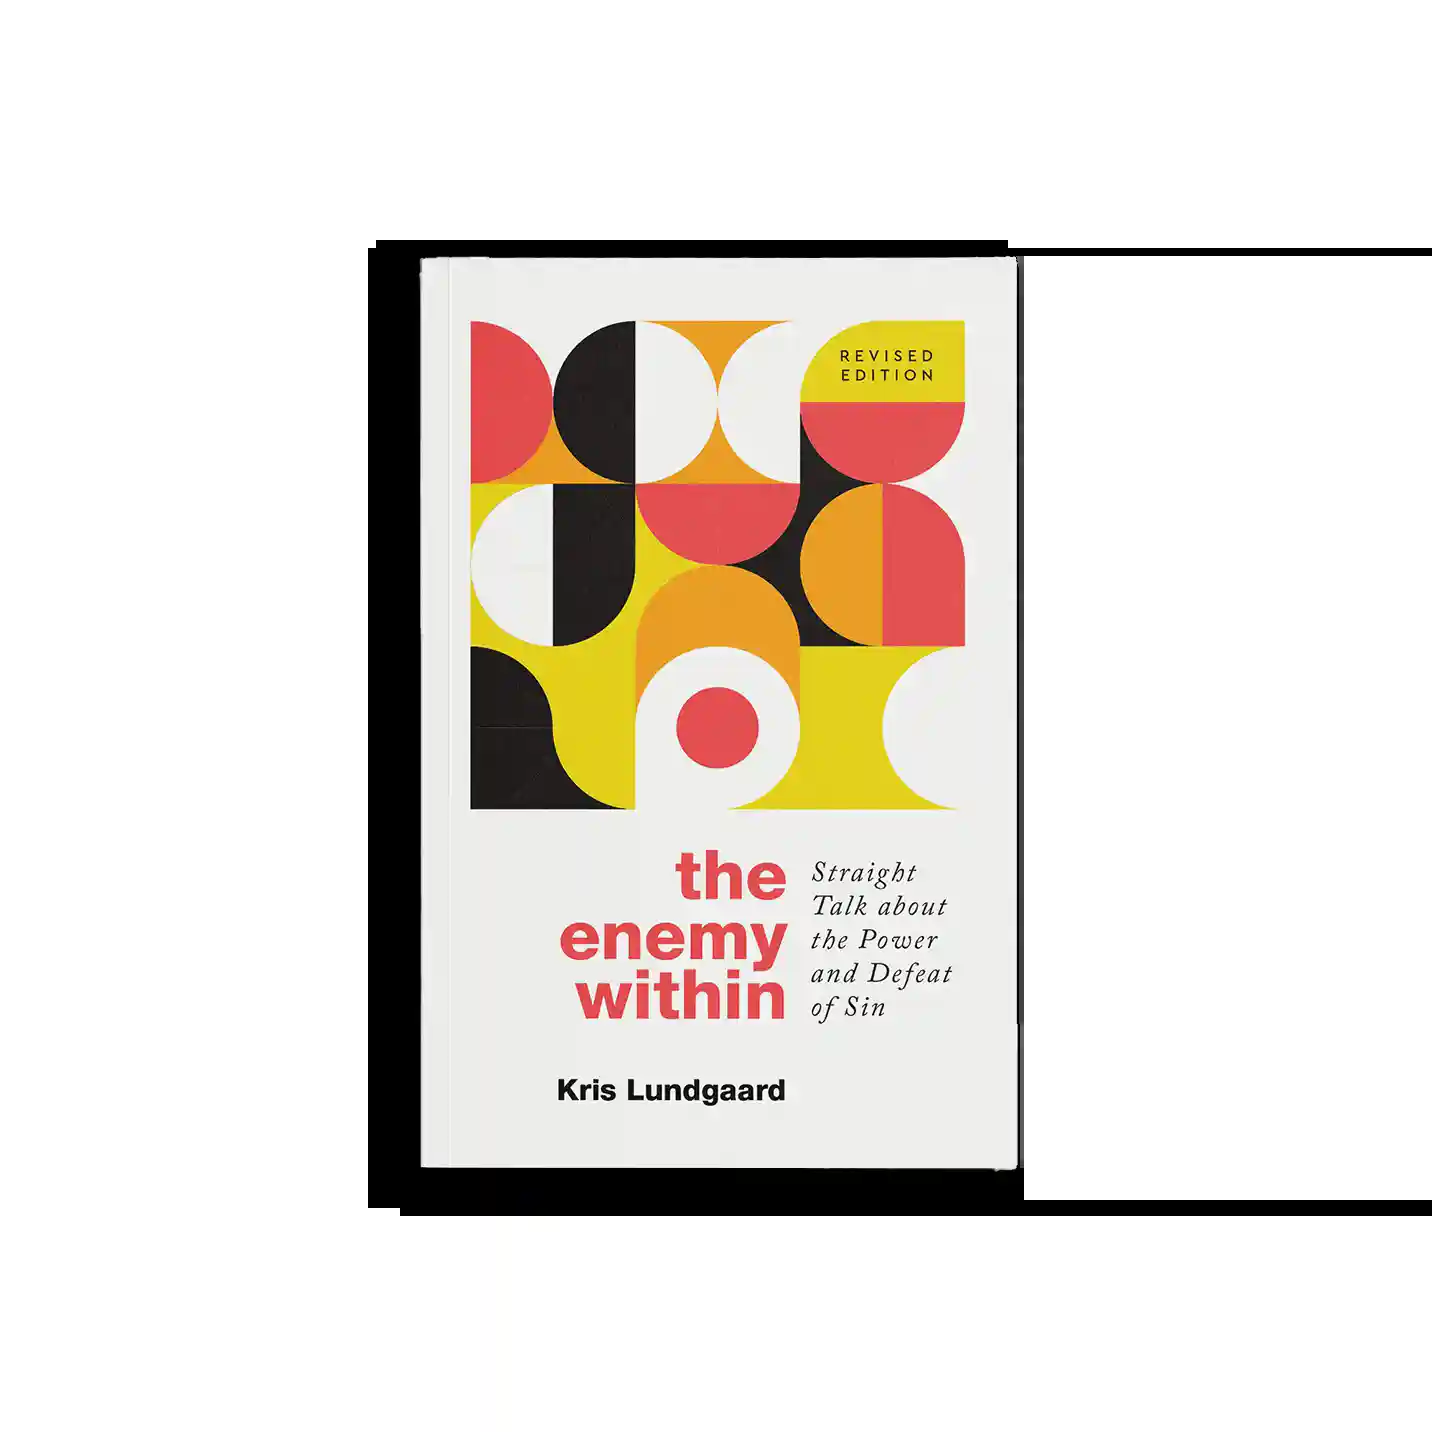 REVISED
EDITION
the
enemy
within
Straight
Talk about
the Power
and Defeat
of Sin
Kris Lundgaard